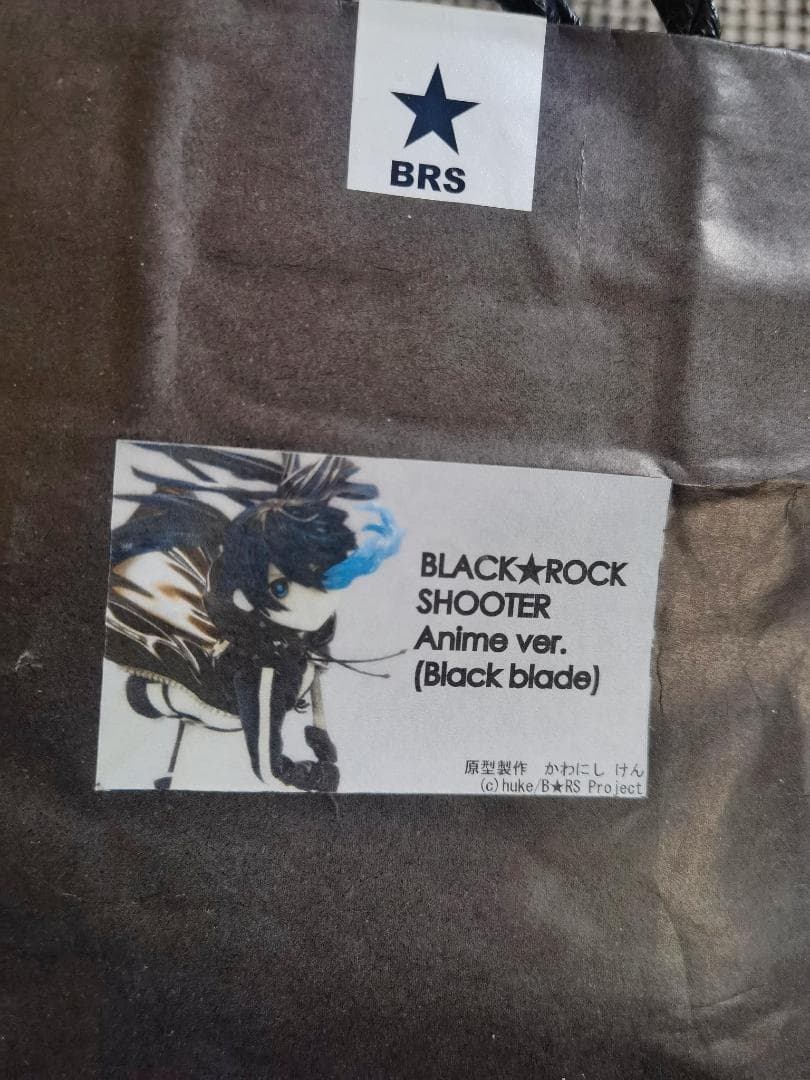 BRS
BLACK★ROCK
SHOOTER
Anime ver.
(Black blade)
原型製作　かわにし けん
(c)huke/B★RS Project